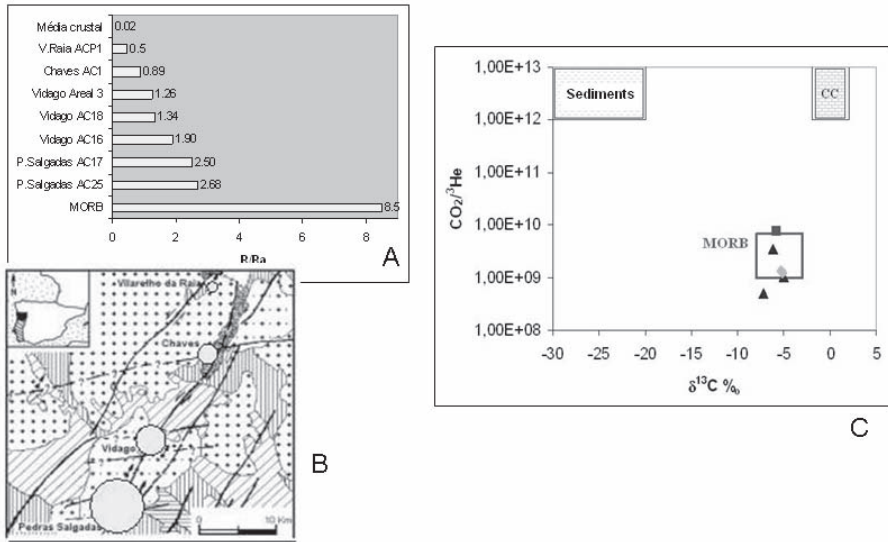 Média crustal 0.02
V.Raia ACP1 0.5
Chaves AC1 0.89
Vidago Areal 3 1.26
Vidago AC18 1.34
Vidago AC16 1.90
P.Salgadas AC17 2.50
P.Salgadas AC25 2.68
MORB 8.5
0 2 4 6 8
R/Ra
A
N
Vilarelho da Raia
Chaves
Vidago
Pedras Salgadas
0 10 Km
B
1,00E+13
1,00E+12
1,00E+11
1,00E+10
1,00E+09
1,00E+08
CO₂/³He
Sediments
CC
MORB
-30 -25 -20 -15 -10 -5 0 5
δ¹³C ‰
C